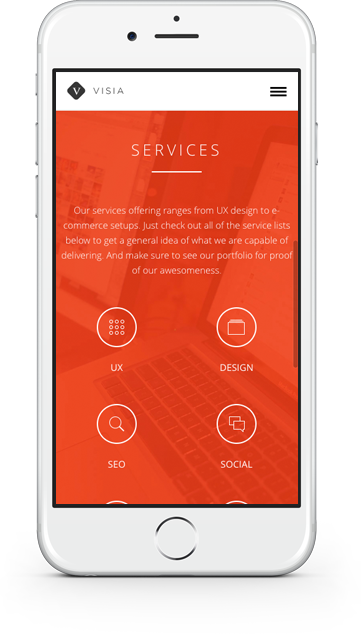 V VISIA
SERVICES
Our services offering ranges from UX design to e-
commerce setups. Just check out all of the service lists
below to get a general idea of what we are capable of
delivering. And make sure to see our portfolio for proof
of our awesomeness.
UX
DESIGN
SEO
SOCIAL